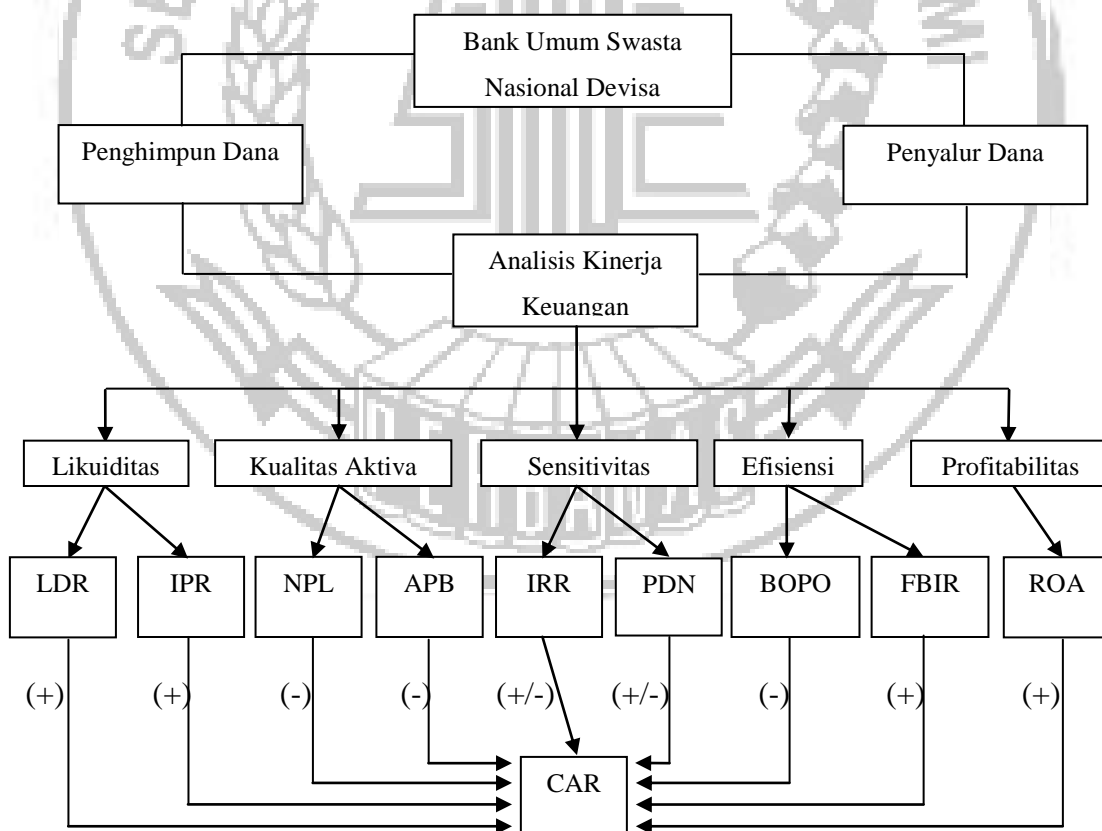 Bank Umum Swasta
Nasional Devisa
Penghimpun Dana
Penyalur Dana
Analisis Kinerja
Keuangan
Likuiditas
Kualitas Aktiva
Sensitivitas
Efisiensi
Profitabilitas
LDR
IPR
NPL
APB
IRR
PDN
BOPO
FBIR
ROA
(+)
(+)
(-)
(-)
(+/-)
(+/-)
(-)
(+)
(+)
CAR